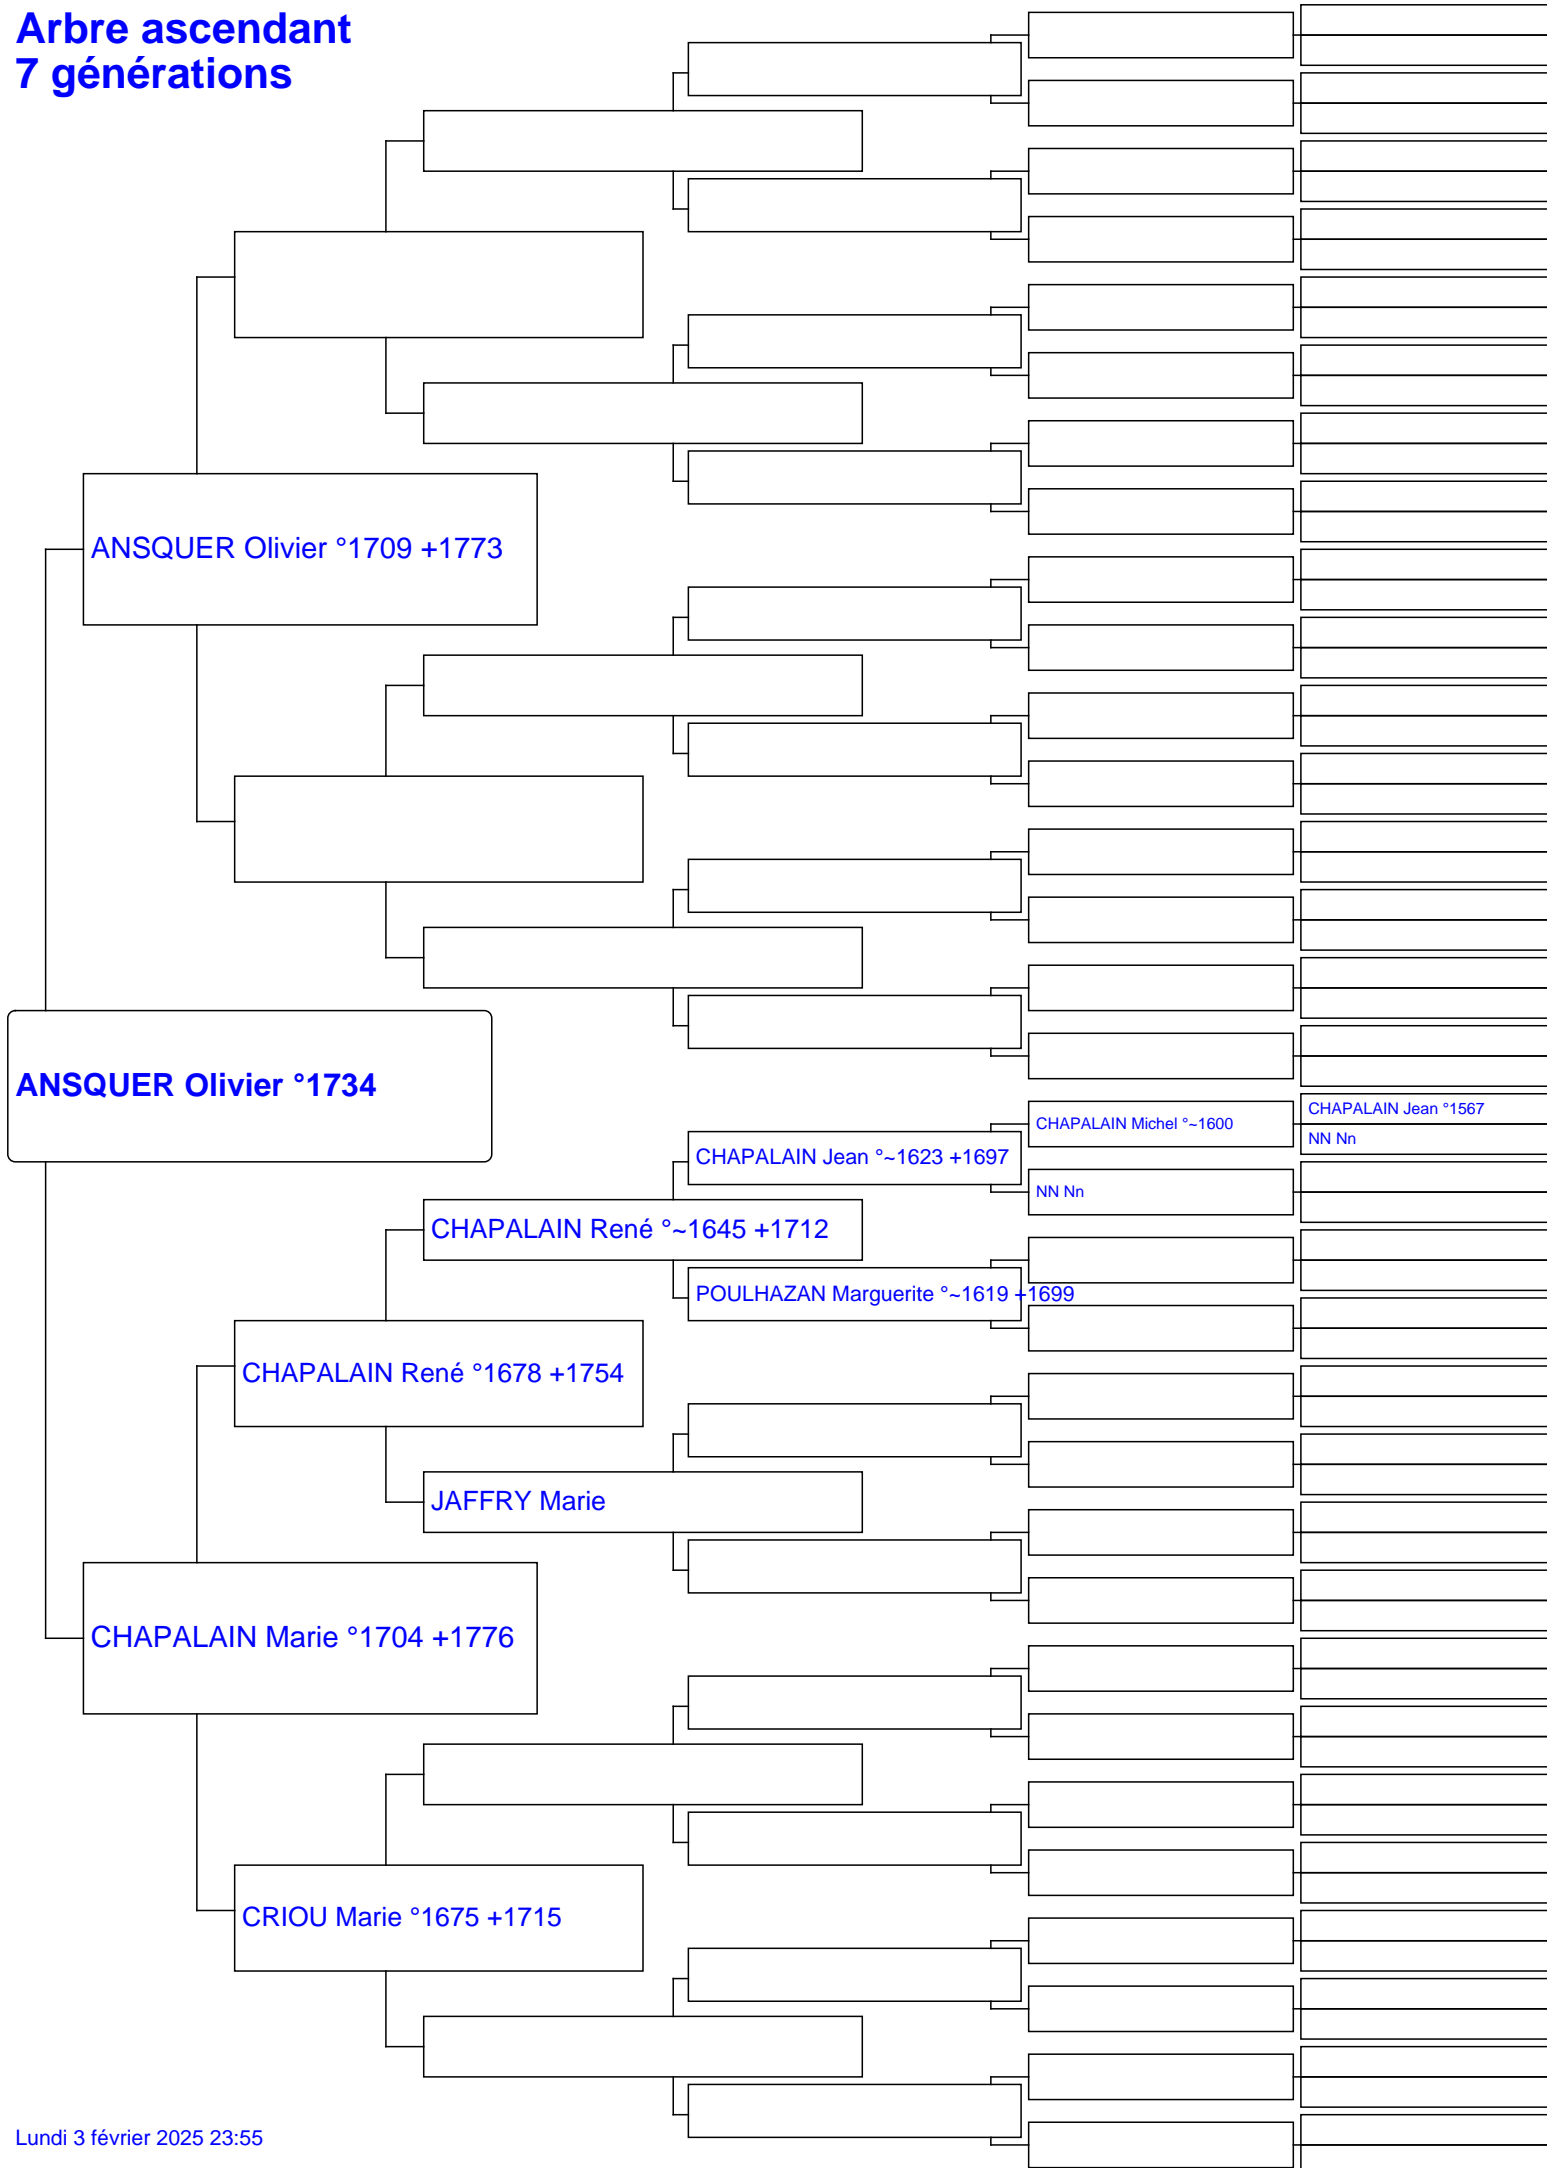 Arbre ascendant
7 générations
ANSQUER Olivier °1709 +1773
ANSQUER Olivier °1734
CHAPALAIN Michel °~1600
CHAPALAIN Jean °1567
NN Nn
CHAPALAIN Jean °~1623 +1697
NN Nn
CHAPALAIN René °~1645 +1712
POULHAZAN Marguerite °~1619 +1699
CHAPALAIN René °1678 +1754
JAFFRY Marie
CHAPALAIN Marie °1704 +1776
CRIOU Marie °1675 +1715
Lundi 3 février 2025 23:55